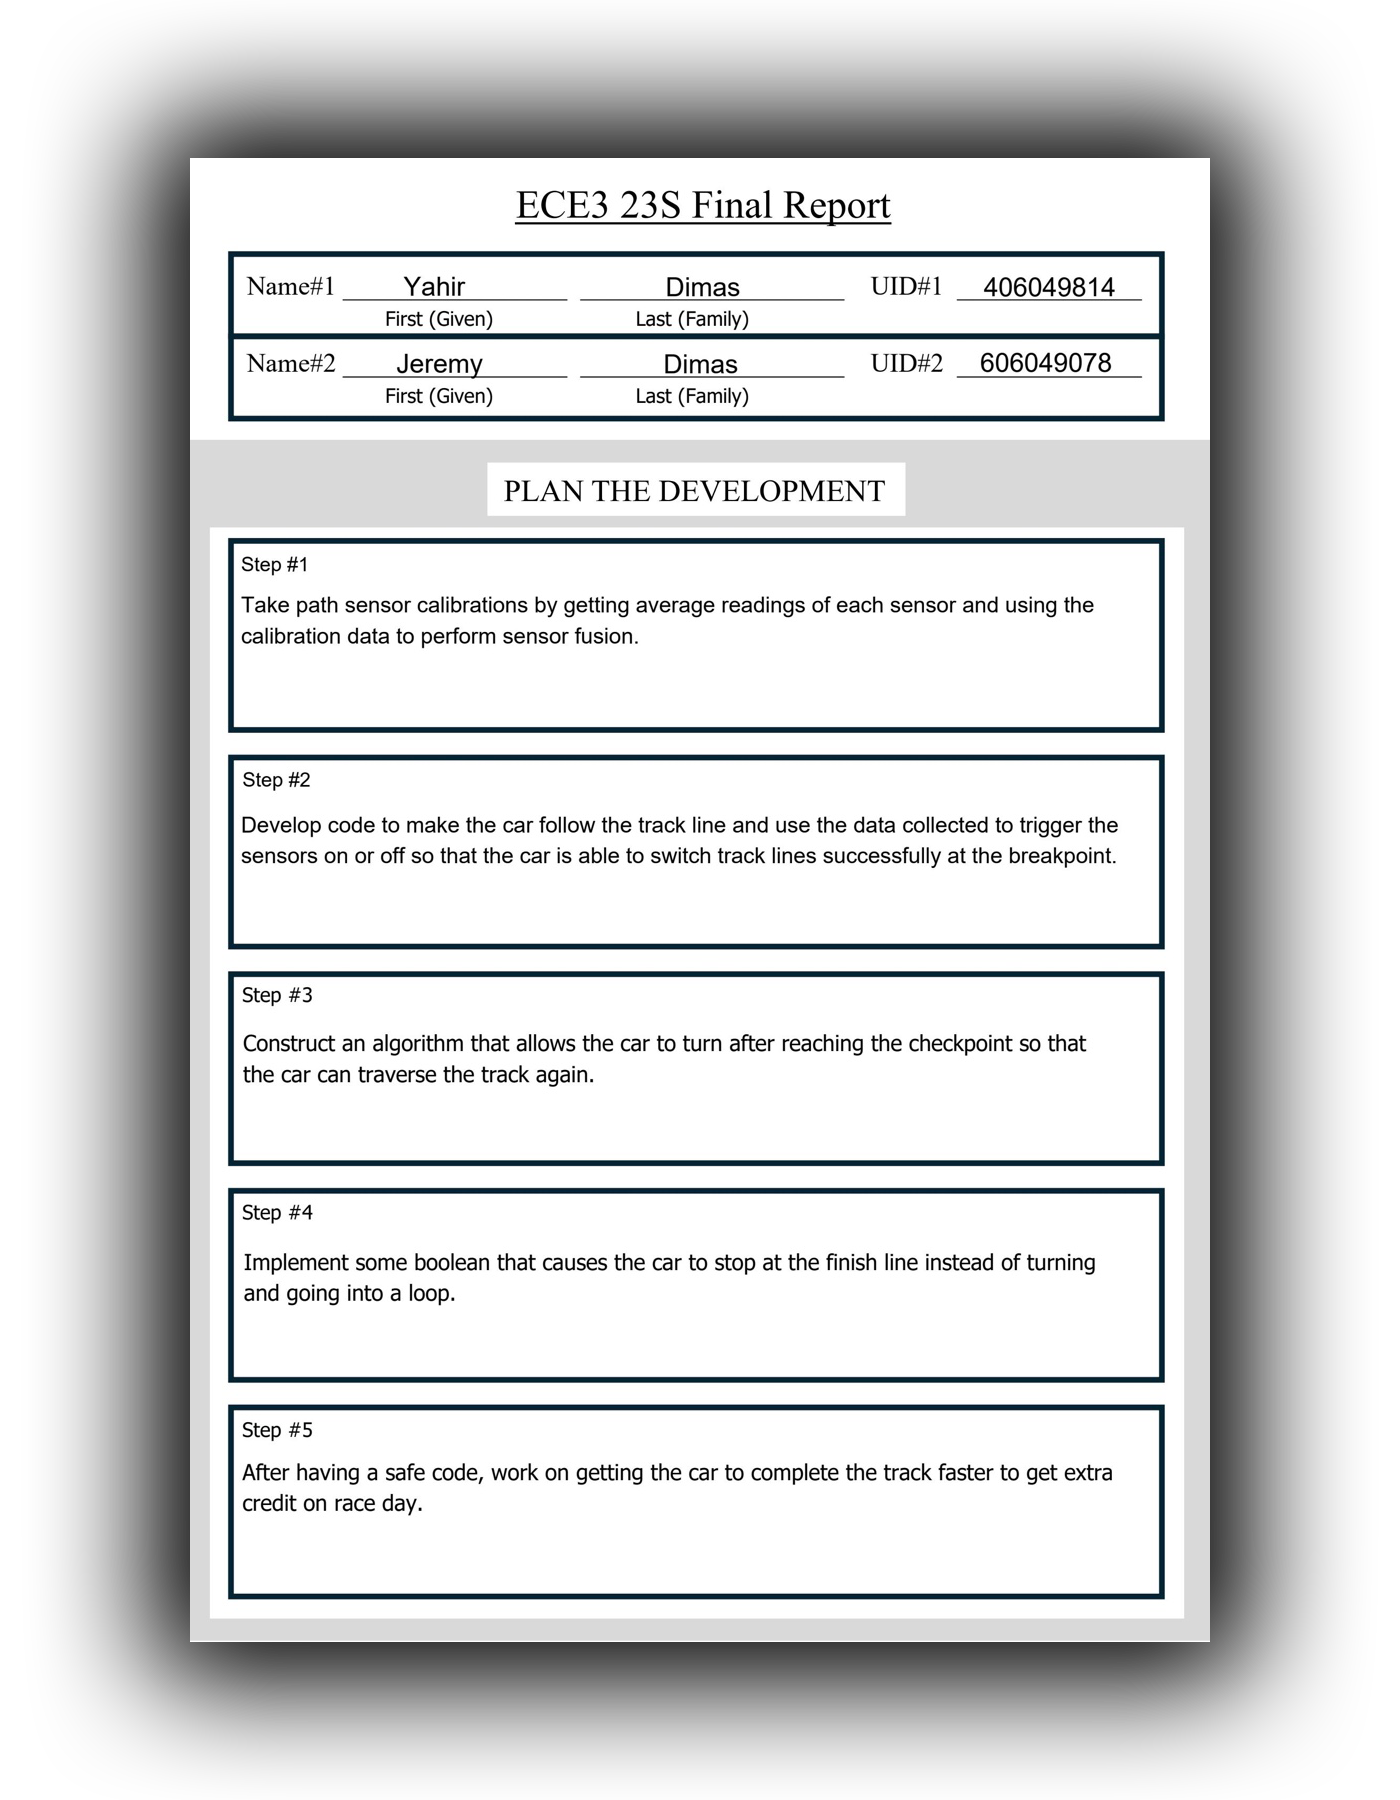 ECE3 23S Final Report
Name#1 Yahir Dimas UID#1 406049814
First (Given) Last (Family)
Name#2 Jeremy Dimas UID#2 606049078
First (Given) Last (Family)
PLAN THE DEVELOPMENT
Step #1
Take path sensor calibrations by getting average readings of each sensor and using the
calibration data to perform sensor fusion.
Step #2
Develop code to make the car follow the track line and use the data collected to trigger the
sensors on or off so that the car is able to switch track lines successfully at the breakpoint.
Step #3
Construct an algorithm that allows the car to turn after reaching the checkpoint so that
the car can traverse the track again.
Step #4
Implement some boolean that causes the car to stop at the finish line instead of turning
and going into a loop.
Step #5
After having a safe code, work on getting the car to complete the track faster to get extra
credit on race day.